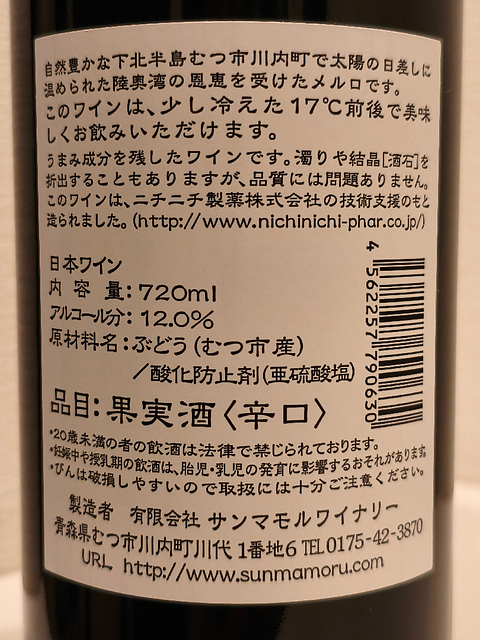 自然豊かな下北半島むつ市川内町で太陽の日差しに
温められた陸奥湾の恩恵を受けたメルロです。
このワインは、少し冷えた17℃前後で美味
しくお飲みいただけます。
うまみ成分を残したワインです。濁りや結晶[酒石]を
折出することもありますが、品質には問題ありません。
このワインは、ニチニチ製薬株式会社の技術支援のもと
造られました。(http://www.nichinichi-phar.co.jp/)
日本ワイン
内容量:720ml
アルコール分:12.0%
原材料名:ぶどう(むつ市産)
/酸化防止剤(亜硫酸塩)
品目:果実酒〈辛口〉
4 562257 790630
*20歳未満の者の飲酒は法律で禁じられております。
*妊娠中や授乳期の飲酒は、胎児・乳児の発育に影響するおそれがあります。
*びんは破損しやすいので取扱には十分ご注意ください。
製造者 有限会社 サンマモルワイナリー
青森県むつ市川内町川代1番地6 TEL0175-42-3870
URL http://www.sunmamoru.com